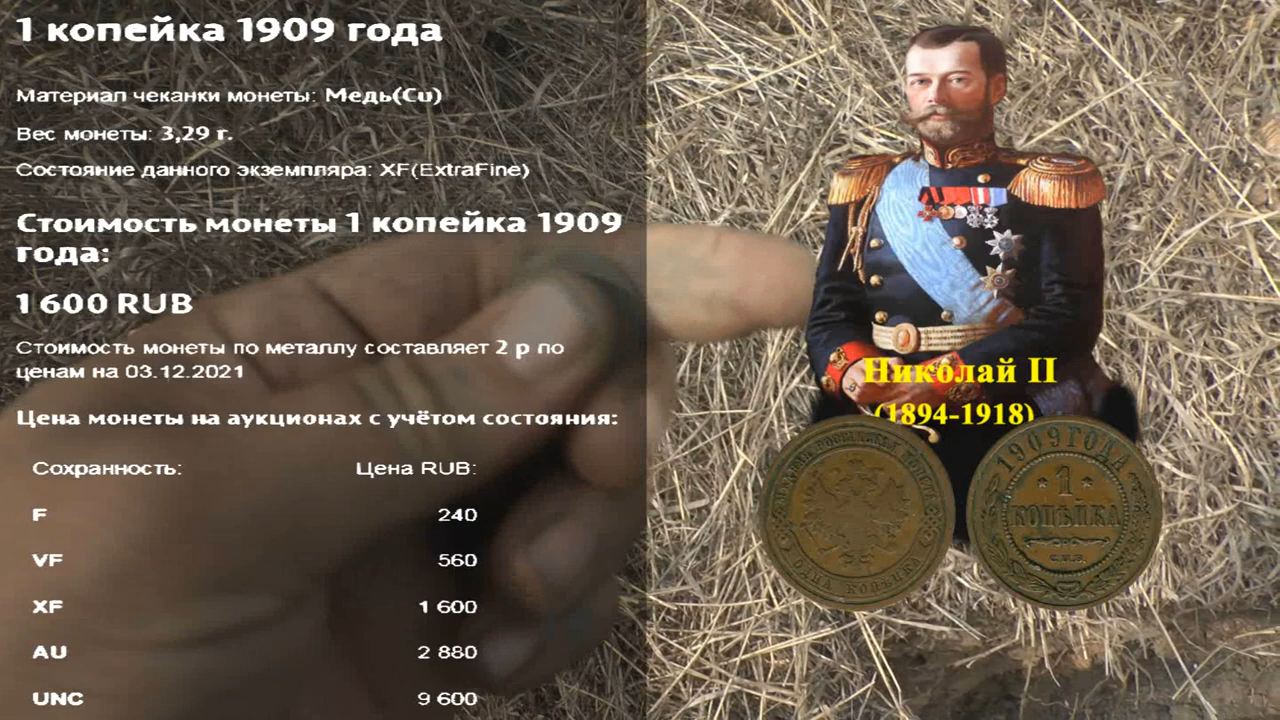 1 копейка 1909 года
Материал чеканки монеты: Медь(Cu)
Вес монеты: 3,29 г.
Состояние данного экземпляра: XF(ExtraFine)
Стоимость монеты 1 копейка 1909
года:
1 600 RUB
Стоимость монеты по металлу составляет 2 р по
ценам на 03.12.2021
Цена монеты на аукционах с учётом состояния:
Сохранность: Цена RUB:
F 240
VF 560
XF 1 600
AU 2 880
UNC 9 600
Николай II
(1894-1918)
ОДНА КОПѢЙКА
1909 ГОДА
1
КОПѢЙКА
С.П.Б.